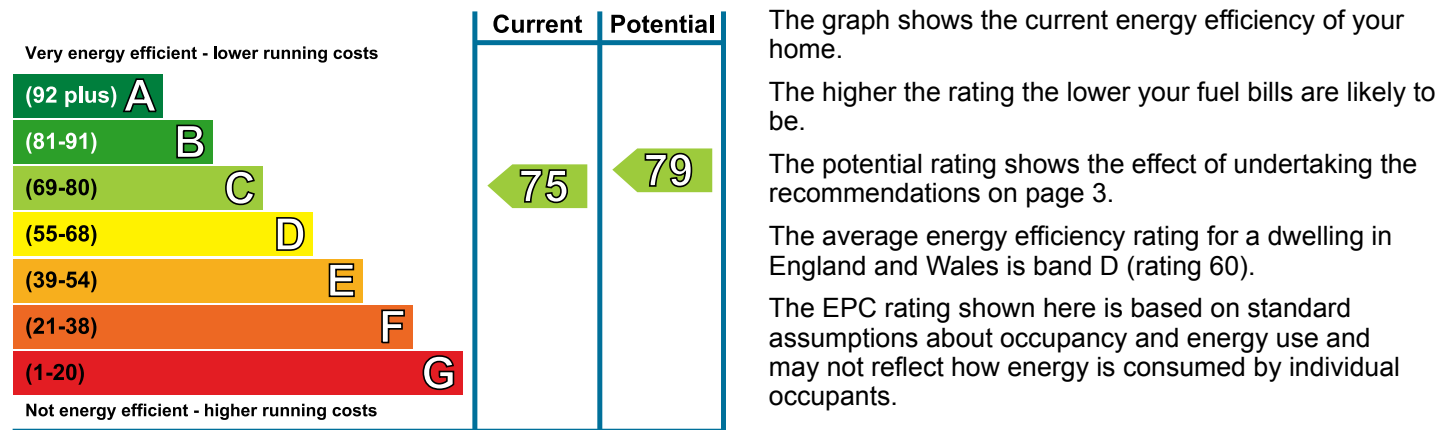 Current Potential
Very energy efficient - lower running costs
(92 plus) A
(81-91) B
(69-80) C
(55-68) D
(39-54) E
(21-38) F
(1-20) G
Not energy efficient - higher running costs
75
79
The graph shows the current energy efficiency of your
home.
The higher the rating the lower your fuel bills are likely to
be.
The potential rating shows the effect of undertaking the
recommendations on page 3.
The average energy efficiency rating for a dwelling in
England and Wales is band D (rating 60).
The EPC rating shown here is based on standard
assumptions about occupancy and energy use and
may not reflect how energy is consumed by individual
occupants.